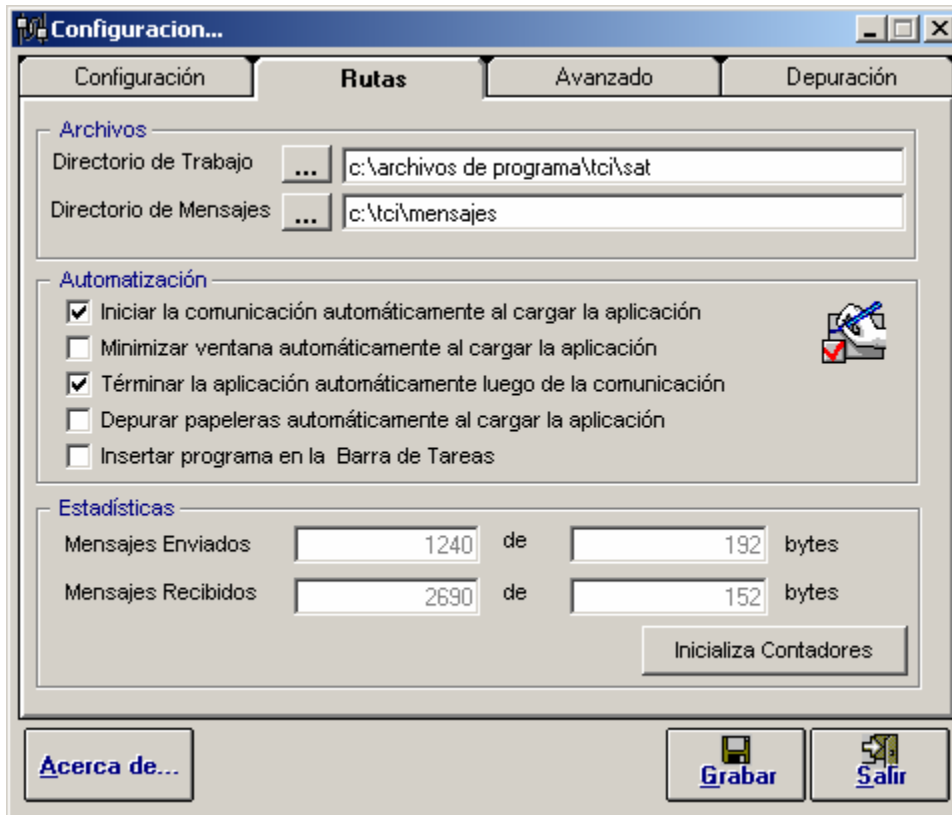 Configuracion...
Configuración Rutas Avanzado Depuración
Archivos
Directorio de Trabajo ... c:\archivos de programa\tci\sat
Directorio de Mensajes ... c:\tci\mensajes
Automatización
Iniciar la comunicación automáticamente al cargar la aplicación
Minimizar ventana automáticamente al cargar la aplicación
Términar la aplicación automáticamente luego de la comunicación
Depurar papeleras automáticamente al cargar la aplicación
Insertar programa en la Barra de Tareas
Estadísticas
Mensajes Enviados 1240 de 192 bytes
Mensajes Recibidos 2690 de 152 bytes
Inicializa Contadores
Acerca de... Grabar Salir